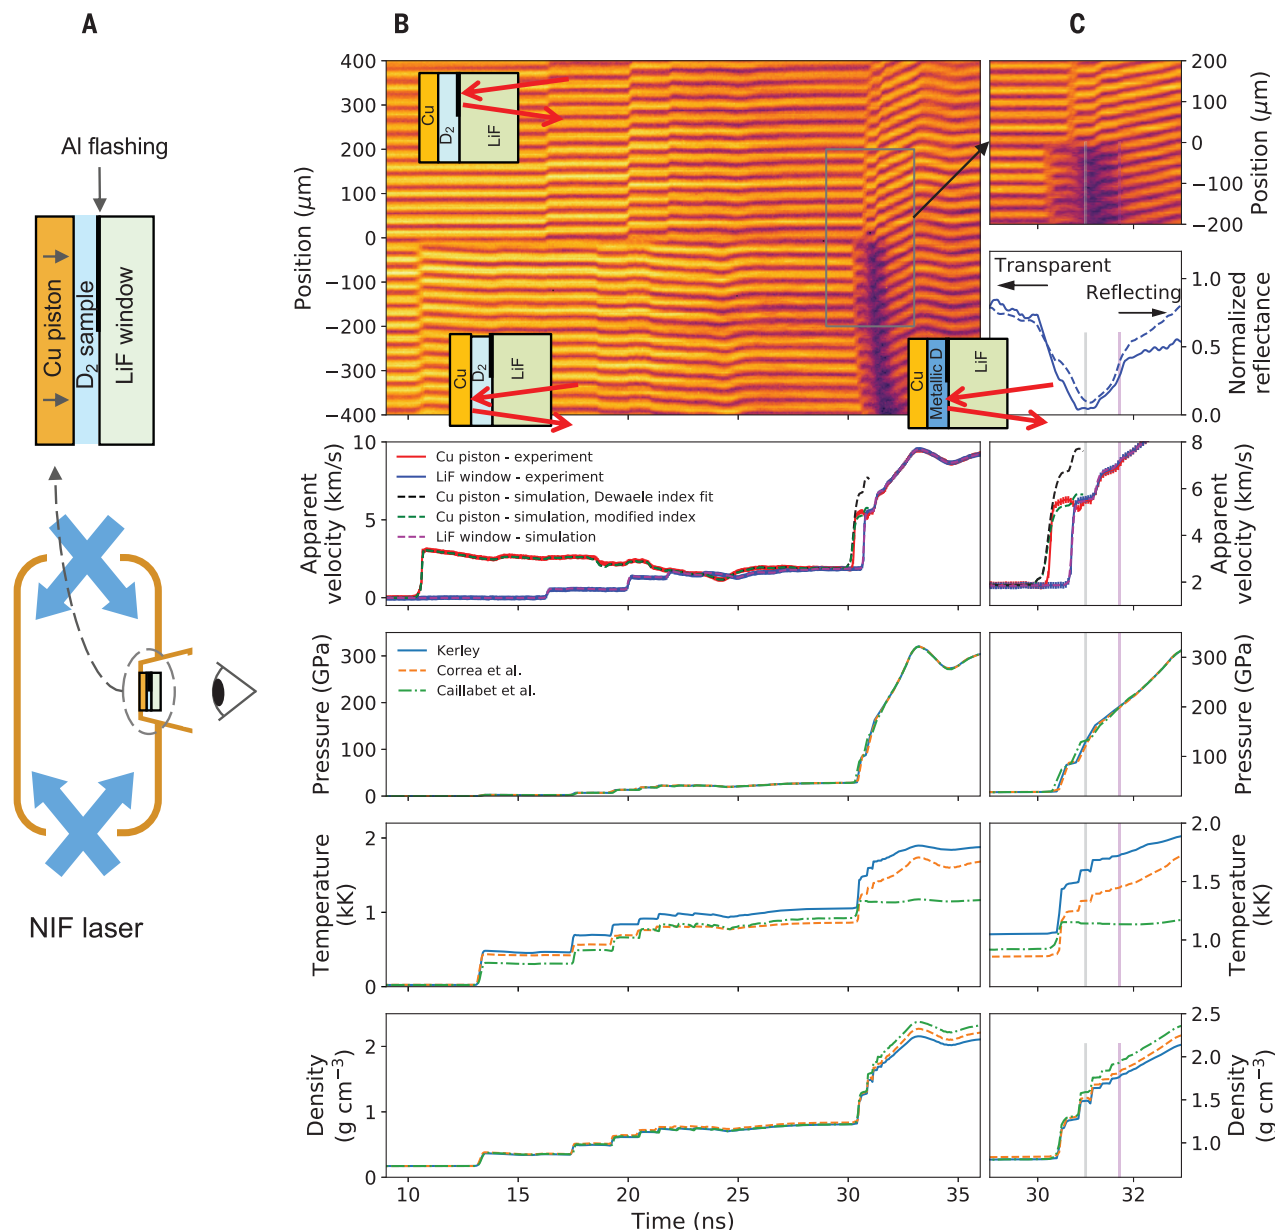 A
B
C
Al flashing
Cu piston
D2 sample
LiF window
NIF laser
Position (μm)
400
300
200
100
0
−100
−200
−300
−400
Cu
D2
LiF
Cu
D2
LiF
Cu
Metallic D
LiF
200
100
0
−100
−200
Position (μm)
Transparent
Reflecting
1.0
0.5
0.0
Normalized
reflectance
Apparent
velocity (km/s)
10
5
0
Cu piston - experiment
LiF window - experiment
Cu piston - simulation, Dewaele index fit
Cu piston - simulation, modified index
LiF window - simulation
8
6
4
2
Apparent
velocity (km/s)
Pressure (GPa)
300
200
100
0
Kerley
Correa et al.
Caillabet et al.
300
200
100
Pressure (GPa)
Temperature
(kK)
2
1
0
2.0
1.5
1.0
Temperature
(kK)
Density
(g cm−3)
2
1
0
2.5
2.0
1.5
1.0
Density
(g cm−3)
10
15
20
25
30
35
30
32
Time (ns)